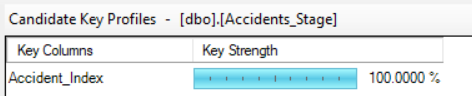 Candidate Key Profiles - [dbo].[Accidents_Stage]
Key Columns Key Strength
Accident_Index 100.0000 %